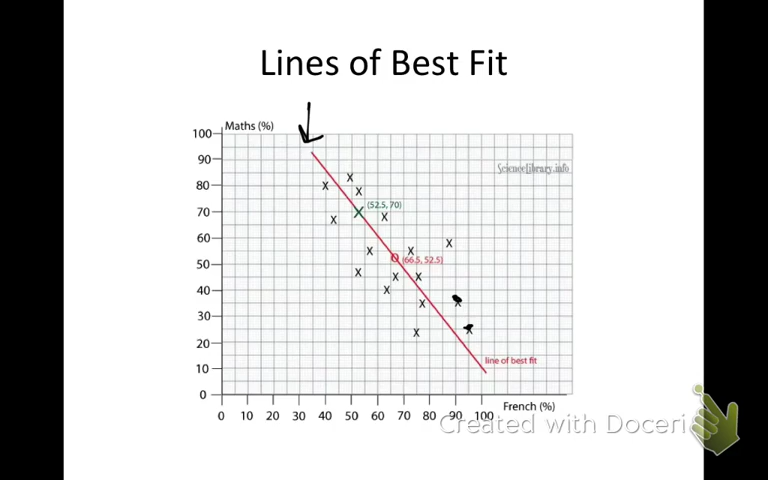 Lines of Best Fit
Maths (%)
100
90
80
70
60
50
40
30
20
10
0
ScienceLibrary.info
(52.5, 70)
(66.5, 52.5)
line of best fit
0 10 20 30 40 50 60 70 80 90 100
French (%)
Created with Doceri